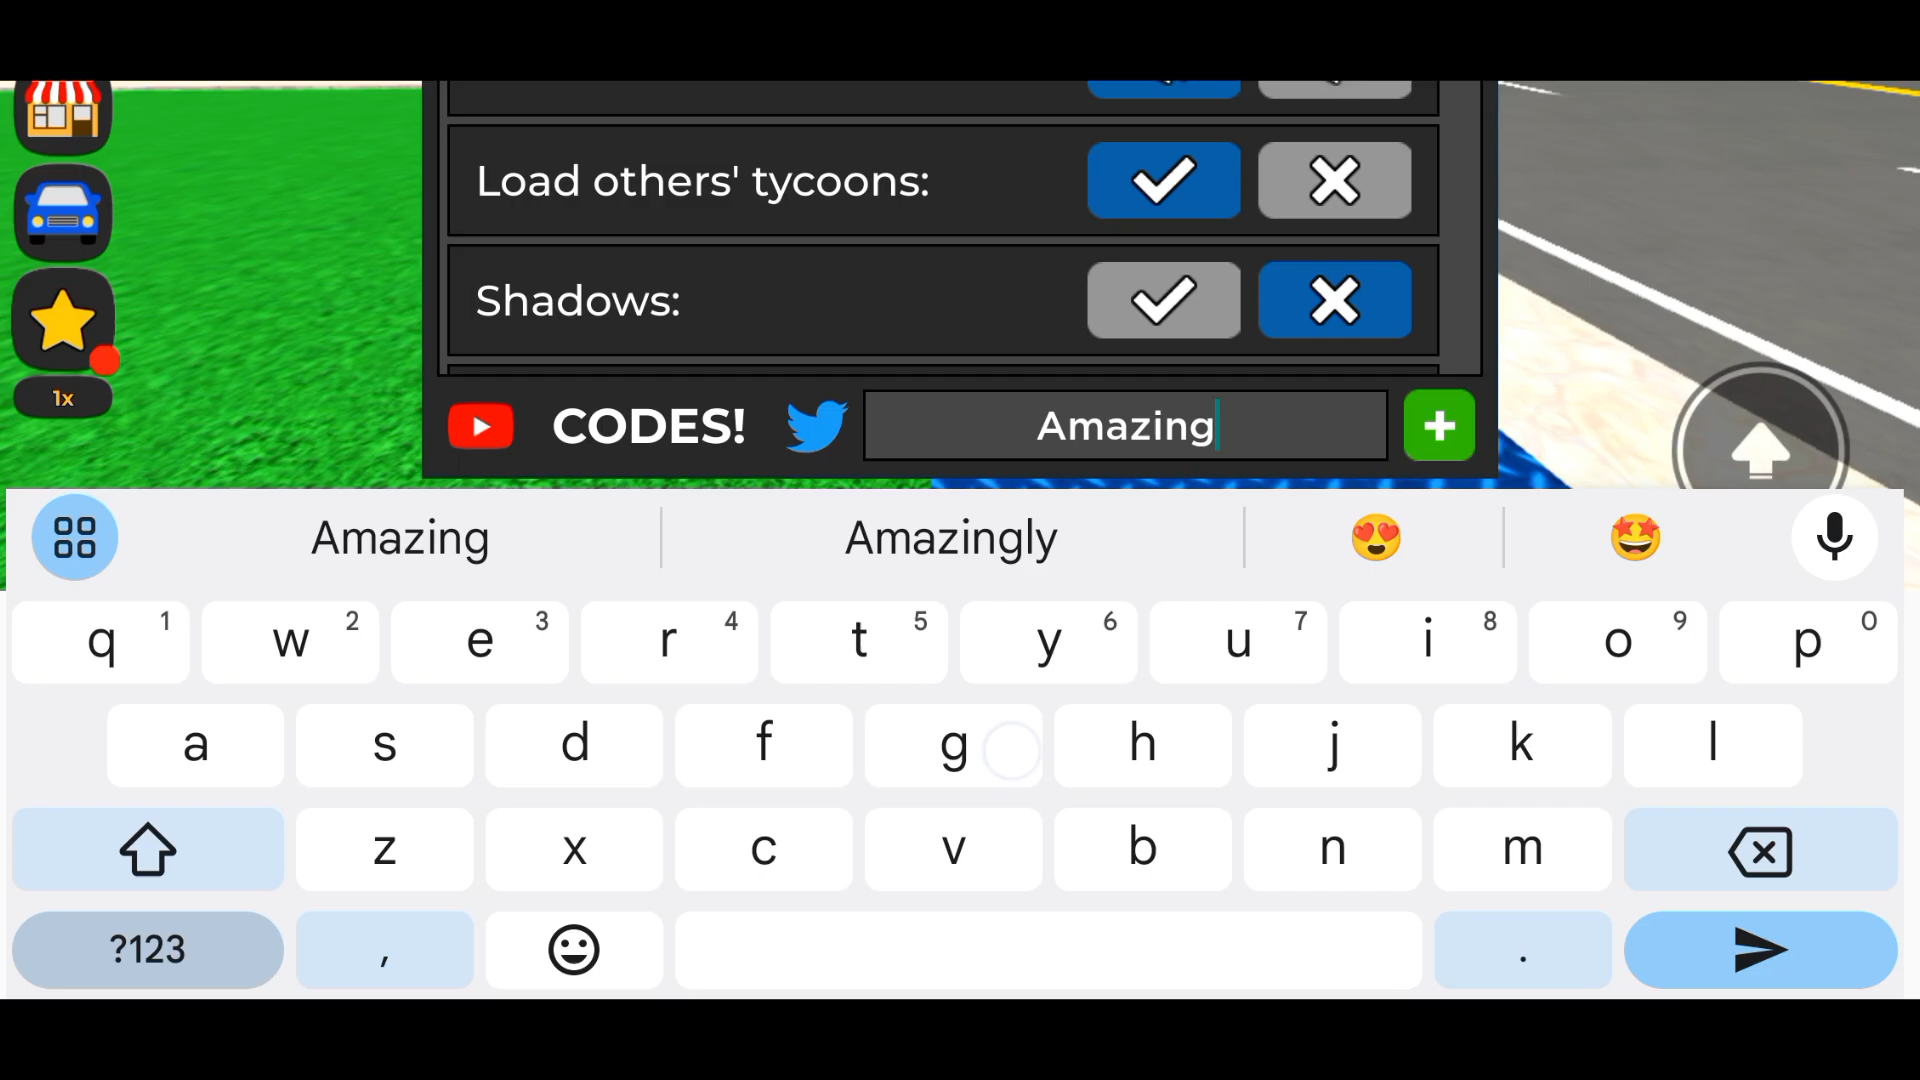 Load others' tycoons:
Shadows:
1x
CODES! Amazing
Amazing Amazingly
q 1 w 2 e 3 r 4 t 5 y 6 u 7 i 8 o 9 p 0
a s d f g h j k l
z x c v b n m
?123 , .